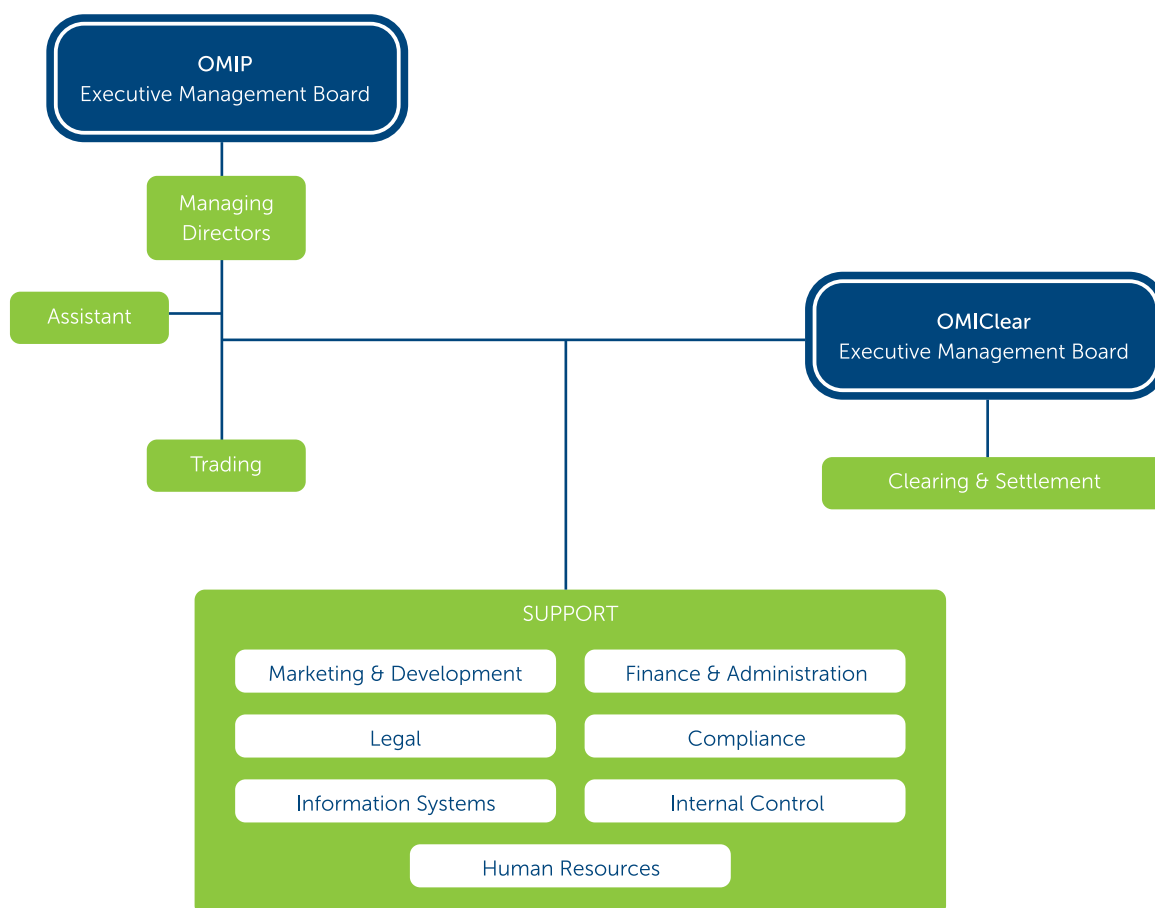 OMIP
Executive Management Board
Managing
Directors
Assistant
OMIClear
Executive Management Board
Trading
Clearing & Settlement
SUPPORT
Marketing & Development
Finance & Administration
Legal
Compliance
Information Systems
Internal Control
Human Resources